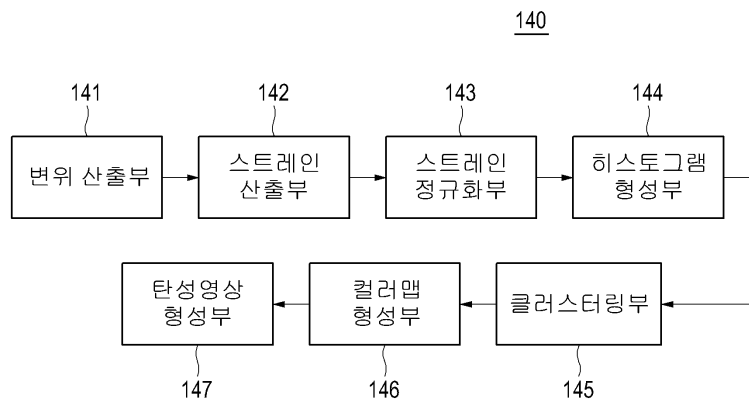 140
141
142
143
144
변위 산출부
스트레인
산출부
스트레인
정규화부
히스토그램
형성부
탄성영상
형성부
컬러맵
형성부
클러스터링부
147
146
145